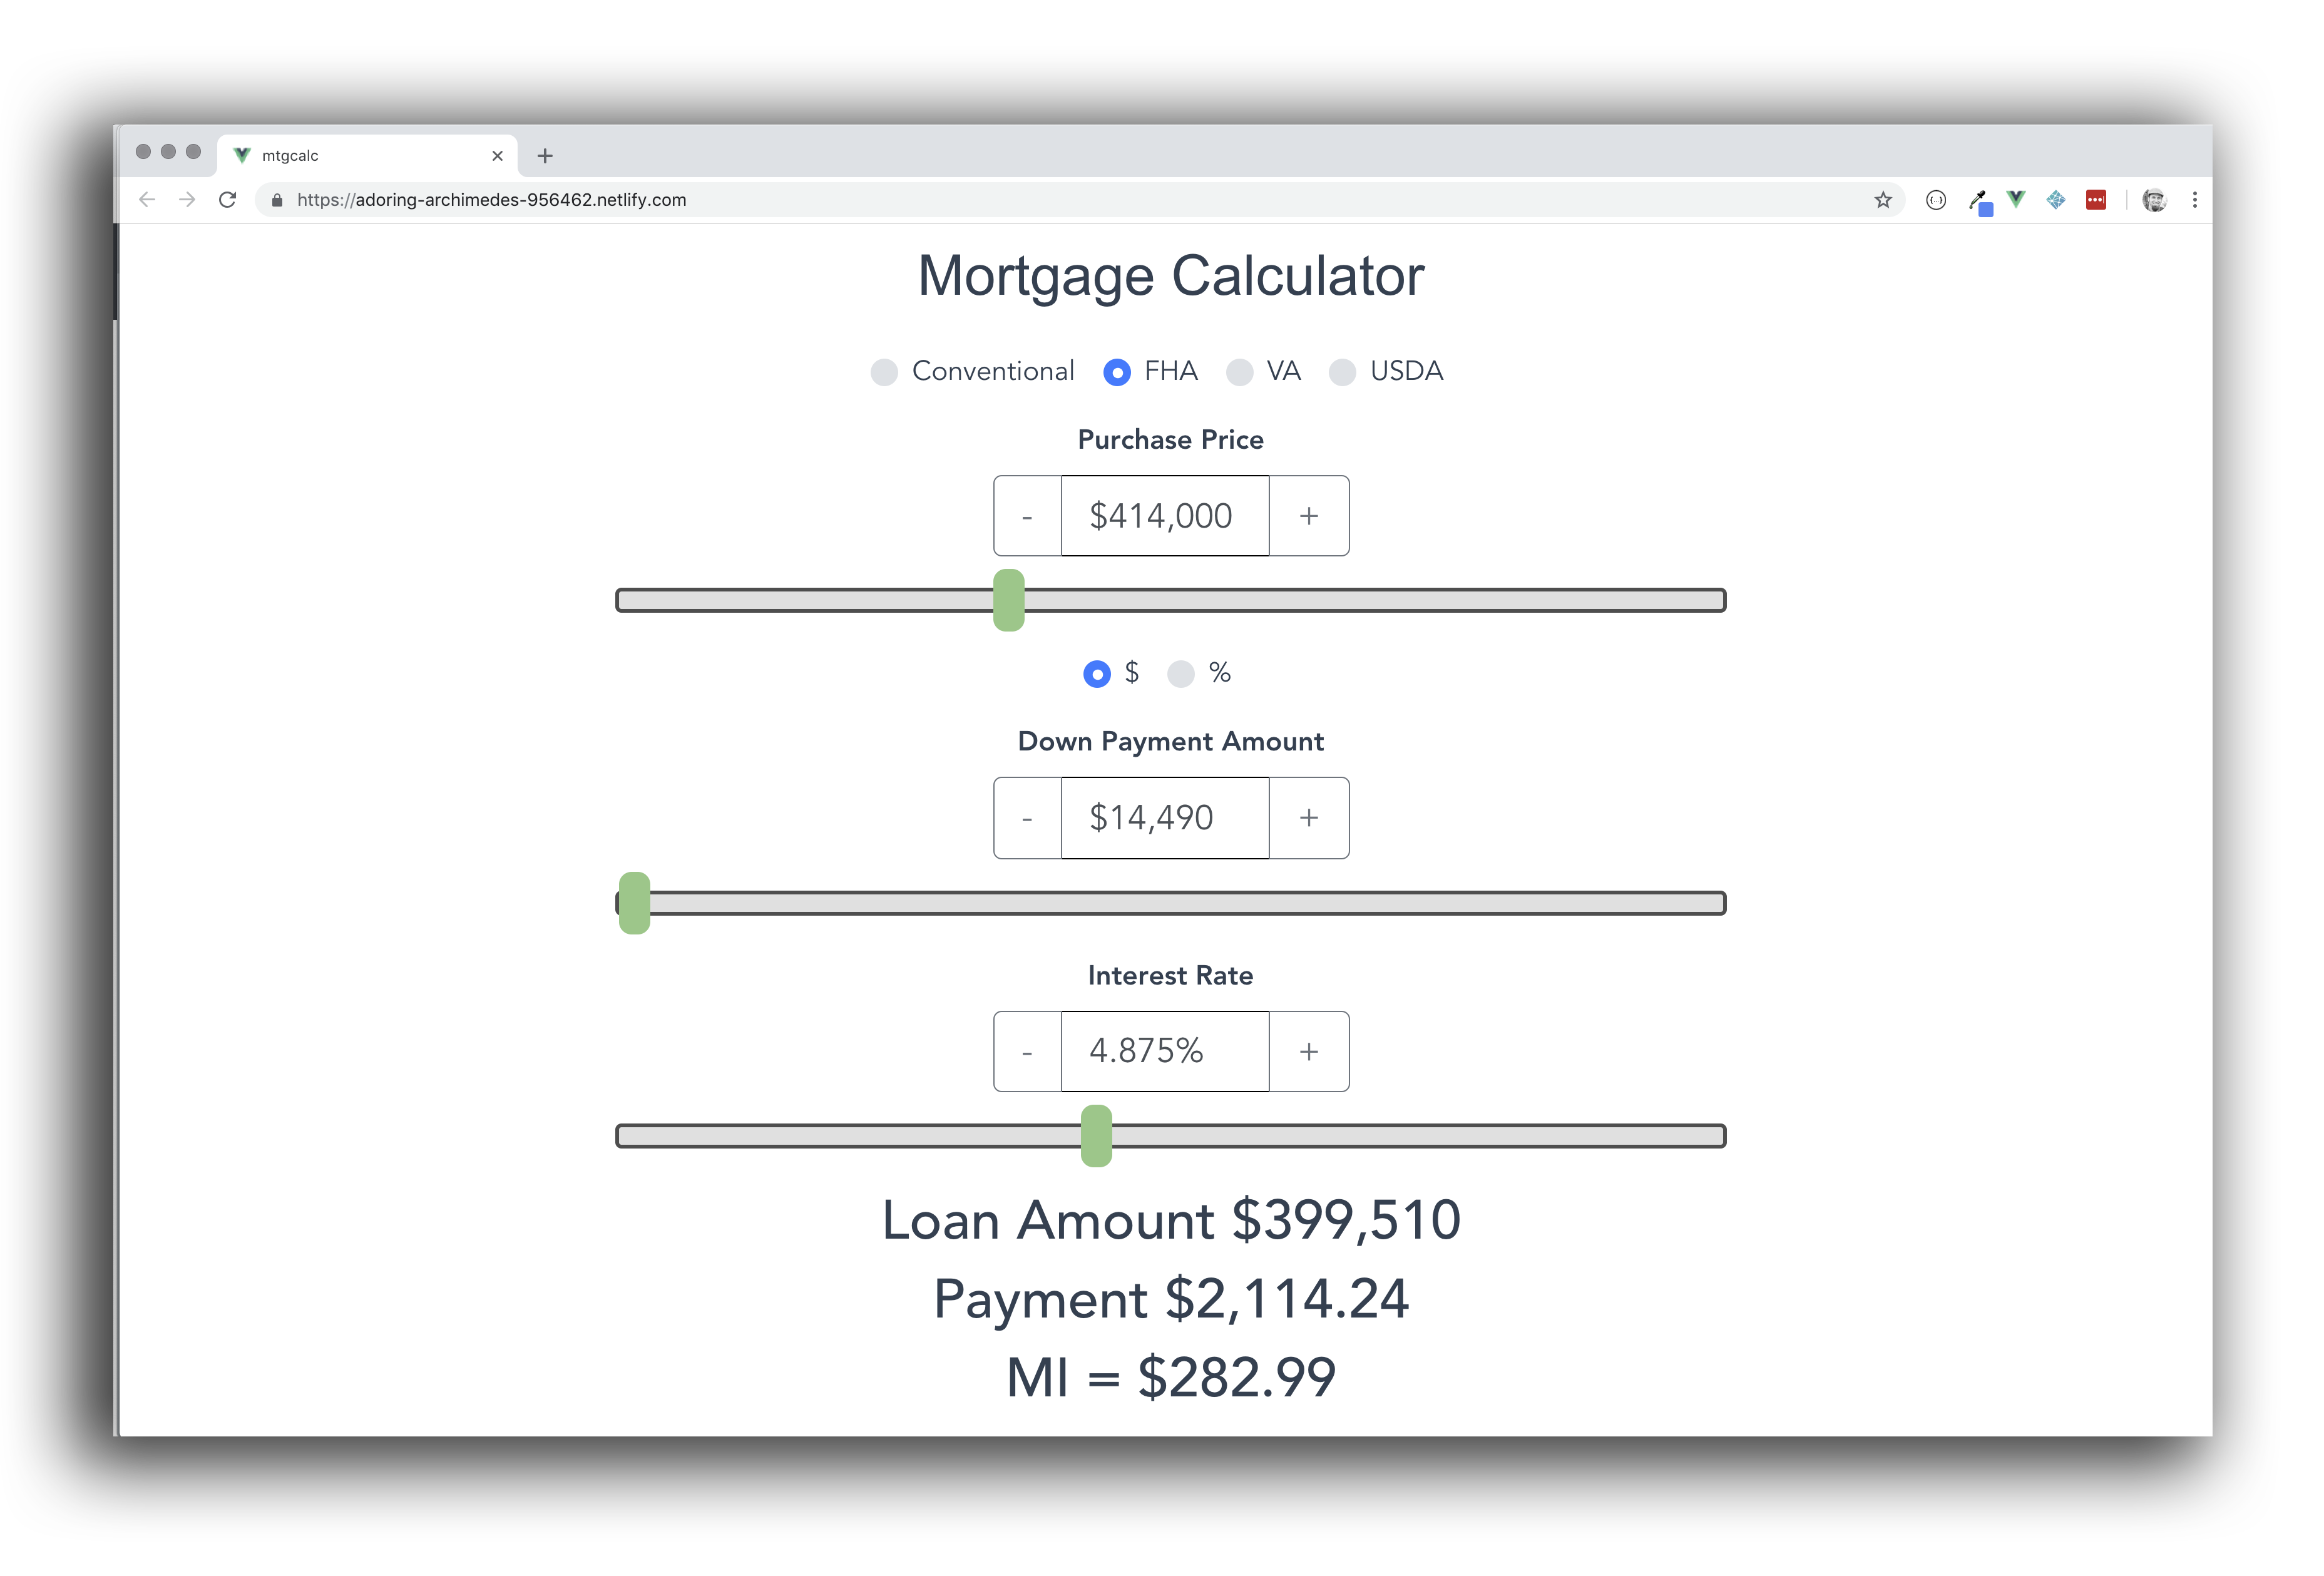 mtgcalc
https://adoring-archimedes-956462.netlify.com
Mortgage Calculator
Conventional FHA VA USDA
Purchase Price
- $414,000 +
$ %
Down Payment Amount
- $14,490 +
Interest Rate
- 4.875% +
Loan Amount $399,510
Payment $2,114.24
MI = $282.99